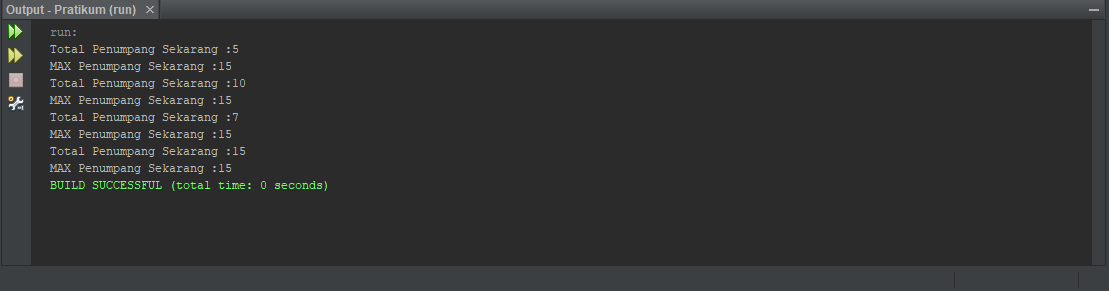 Output - Pratikum (run)
run:
Total Penumpang Sekarang :5
MAX Penumpang Sekarang :15
Total Penumpang Sekarang :10
MAX Penumpang Sekarang :15
Total Penumpang Sekarang :7
MAX Penumpang Sekarang :15
Total Penumpang Sekarang :15
MAX Penumpang Sekarang :15
BUILD SUCCESSFUL (total time: 0 seconds)